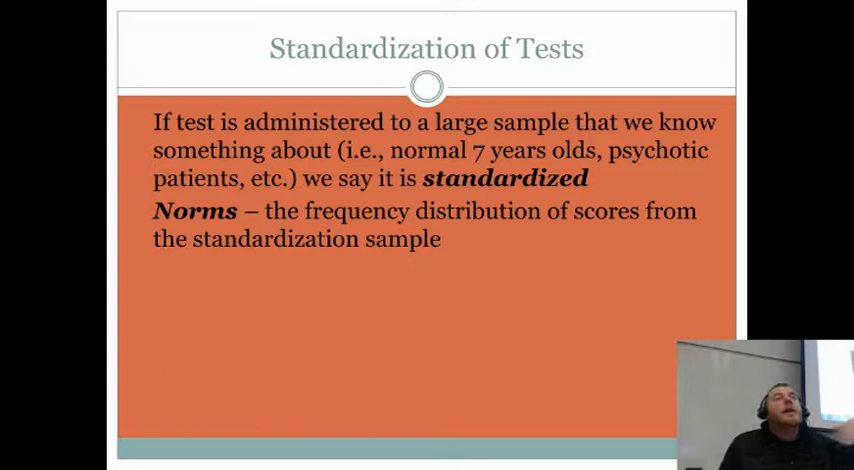 Standardization of Tests
If test is administered to a large sample that we know
something about (i.e., normal 7 years olds, psychotic
patients, etc.) we say it is standardized
Norms – the frequency distribution of scores from
the standardization sample